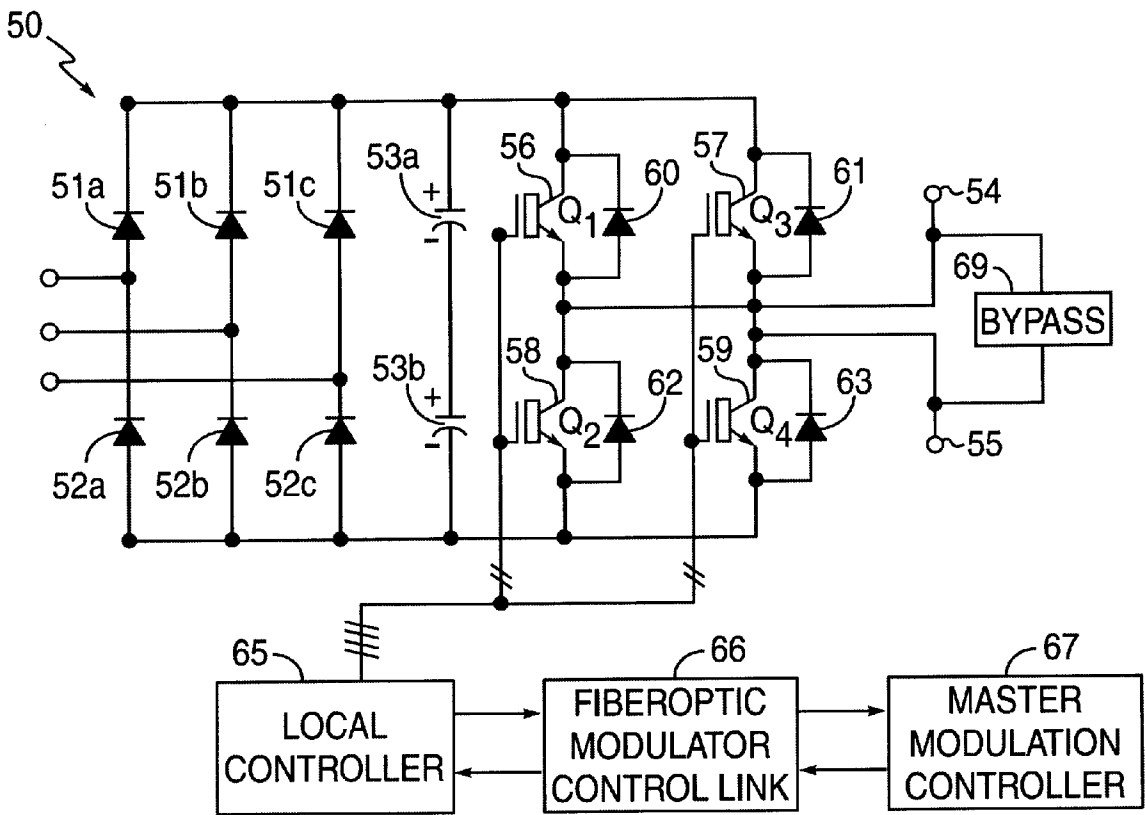 50
51a
51b
51c
53a
+
-
56
Q1
60
57
Q3
61
54
69
BYPASS
53b
+
-
58
Q2
62
59
Q4
63
55
52a
52b
52c
65
LOCAL
CONTROLLER
66
FIBEROPTIC
MODULATOR
CONTROL LINK
67
MASTER
MODULATION
CONTROLLER